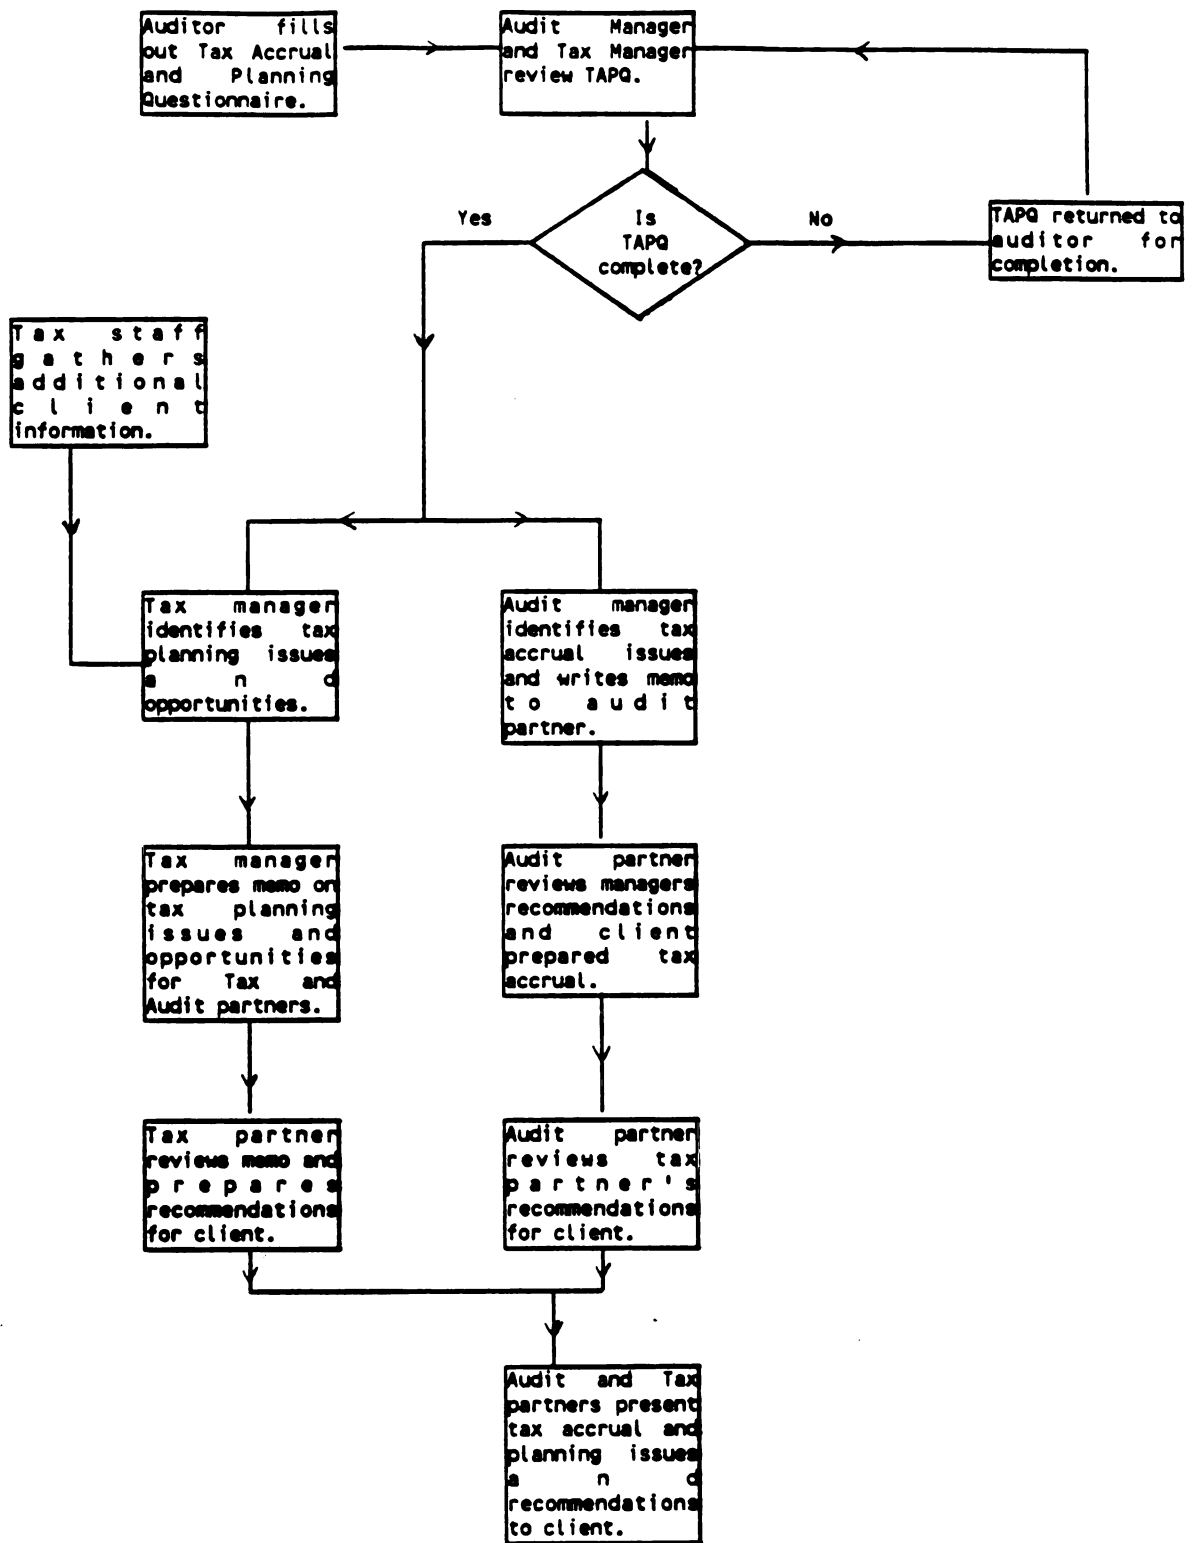 Auditor fills
out Tax Accrual
and Planning
Questionnaire.
Audit Manager
and Tax Manager
review TAPQ.
Yes
Is
TAPQ
complete?
No
TAPQ returned to
auditor for
completion.
Tax staff
gathers
additional
client
information.
Tax manager
identifies tax
planning issues
and
opportunities.
Audit manager
identifies tax
accrual issues
and writes memo
to audit
partner.
Tax manager
prepares memo on
tax planning
issues and
opportunities
for Tax and
Audit partners.
Audit partner
reviews managers
recommendations
and client
prepared tax
accrual.
Tax partner
reviews memo and
prepares
recommendations
for client.
Audit partner
reviews tax
partner's
recommendations
for client.
Audit and Tax
partners present
tax accrual and
planning issues
and
recommendations
to client.